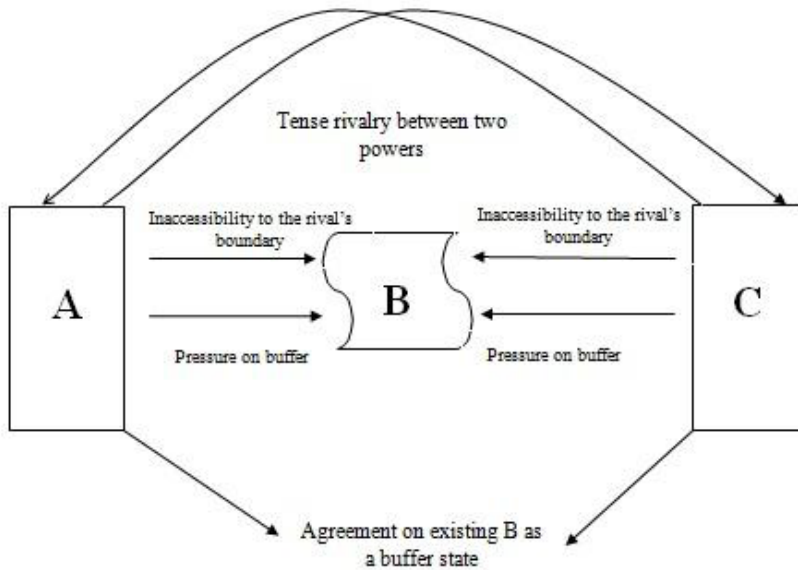 Tense rivalry between two
powers
Inaccessibility to the rival's
boundary
Inaccessibility to the rival's
boundary
A
B
C
Pressure on buffer
Pressure on buffer
Agreement on existing B as
a buffer state